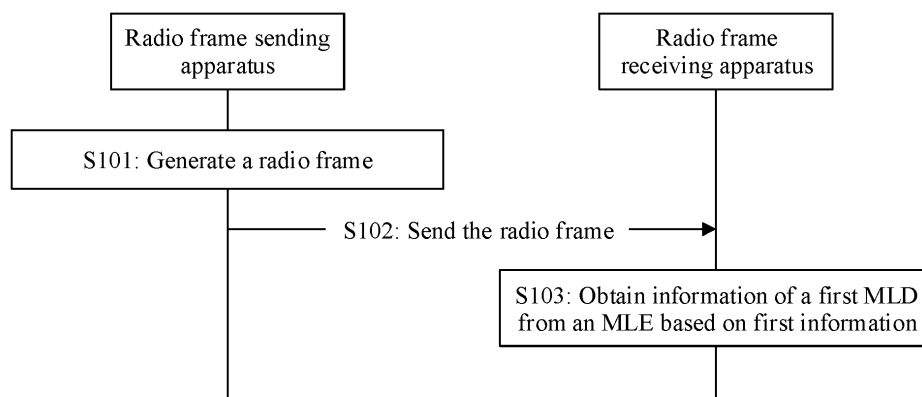 Radio frame sending
apparatus
Radio frame
receiving apparatus
S101: Generate a radio frame
S102: Send the radio frame
S103: Obtain information of a first MLD
from an MLE based on first information